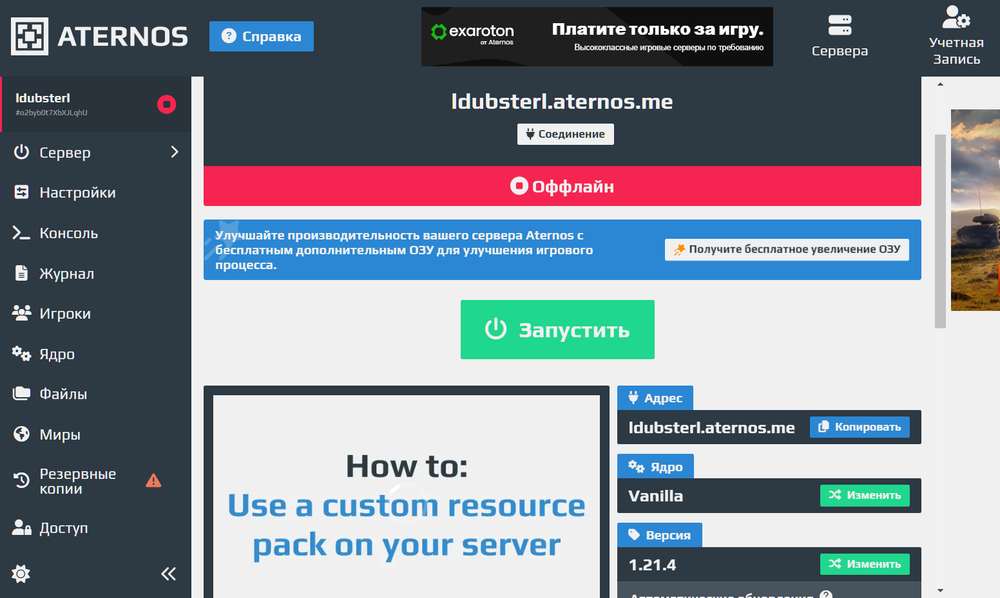 ATERNOS
Справка
exaroton
от Aternos
Платите только за игру.
Высококлассные игровые серверы по требованию
Сервера
Учетная
Запись
ldubsterl
#o2byb0t7XbXJLqhU
Сервер
Настройки
Консоль
Журнал
Игроки
Ядро
Файлы
Миры
Резервные
копии
Доступ
ldubsterl.aternos.me
Соединение
Оффлайн
Улучшайте производительность вашего сервера Aternos с
бесплатным дополнительным ОЗУ для улучшения игрового
процесса.
Получите бесплатное увеличение ОЗУ
Запустить
How to:
Use a custom resource
pack on your server
Адрес
ldubsterl.aternos.me
Копировать
Ядро
Vanilla
Изменить
Версия
1.21.4
Изменить
Автоматические обновления